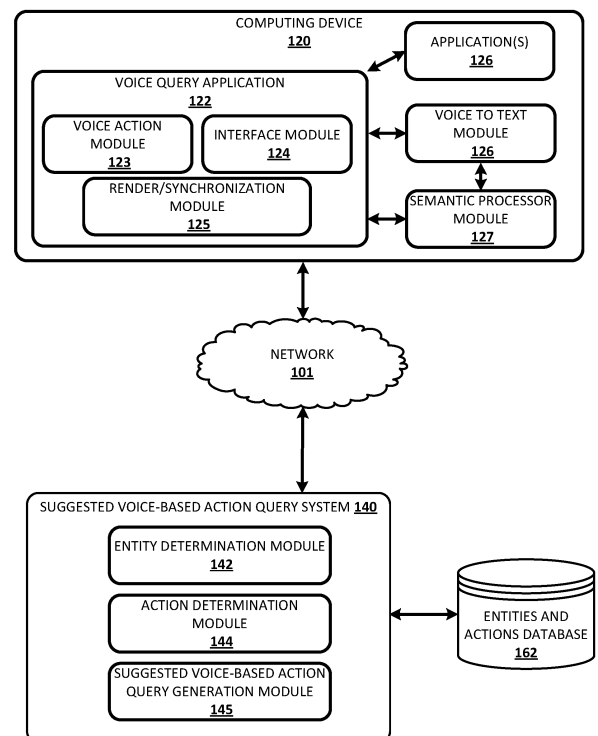 COMPUTING DEVICE
120
APPLICATION(S)
126
VOICE QUERY APPLICATION
122
VOICE ACTION
MODULE
123
INTERFACE MODULE
124
VOICE TO TEXT
MODULE
126
RENDER/SYNCHRONIZATION
MODULE
125
SEMANTIC PROCESSOR
MODULE
127
NETWORK
101
SUGGESTED VOICE-BASED ACTION QUERY SYSTEM 140
ENTITY DETERMINATION MODULE
142
ACTION DETERMINATION
MODULE
144
SUGGESTED VOICE-BASED ACTION
QUERY GENERATION MODULE
145
ENTITIES AND
ACTIONS DATABASE
162